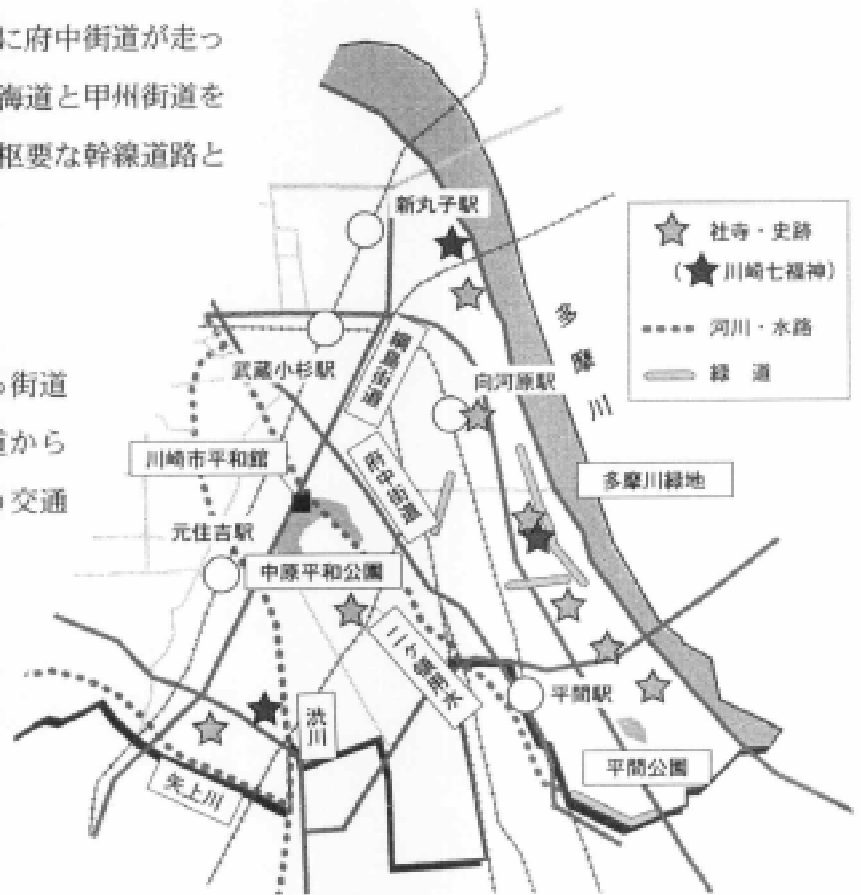 に府中街道が走っ
海道と甲州街道を
枢要な幹線道路と
街道
から
交通
新丸子駅
社寺・史跡
(★川崎七福神)
河川・水路
緑道
多摩川
武蔵小杉駅
綱島街道
向河原駅
川崎市平和館
府中街道
多摩川緑地
元住吉駅
中原平和公園
二ヶ領用水
平間駅
渋川
平間公園
矢上川